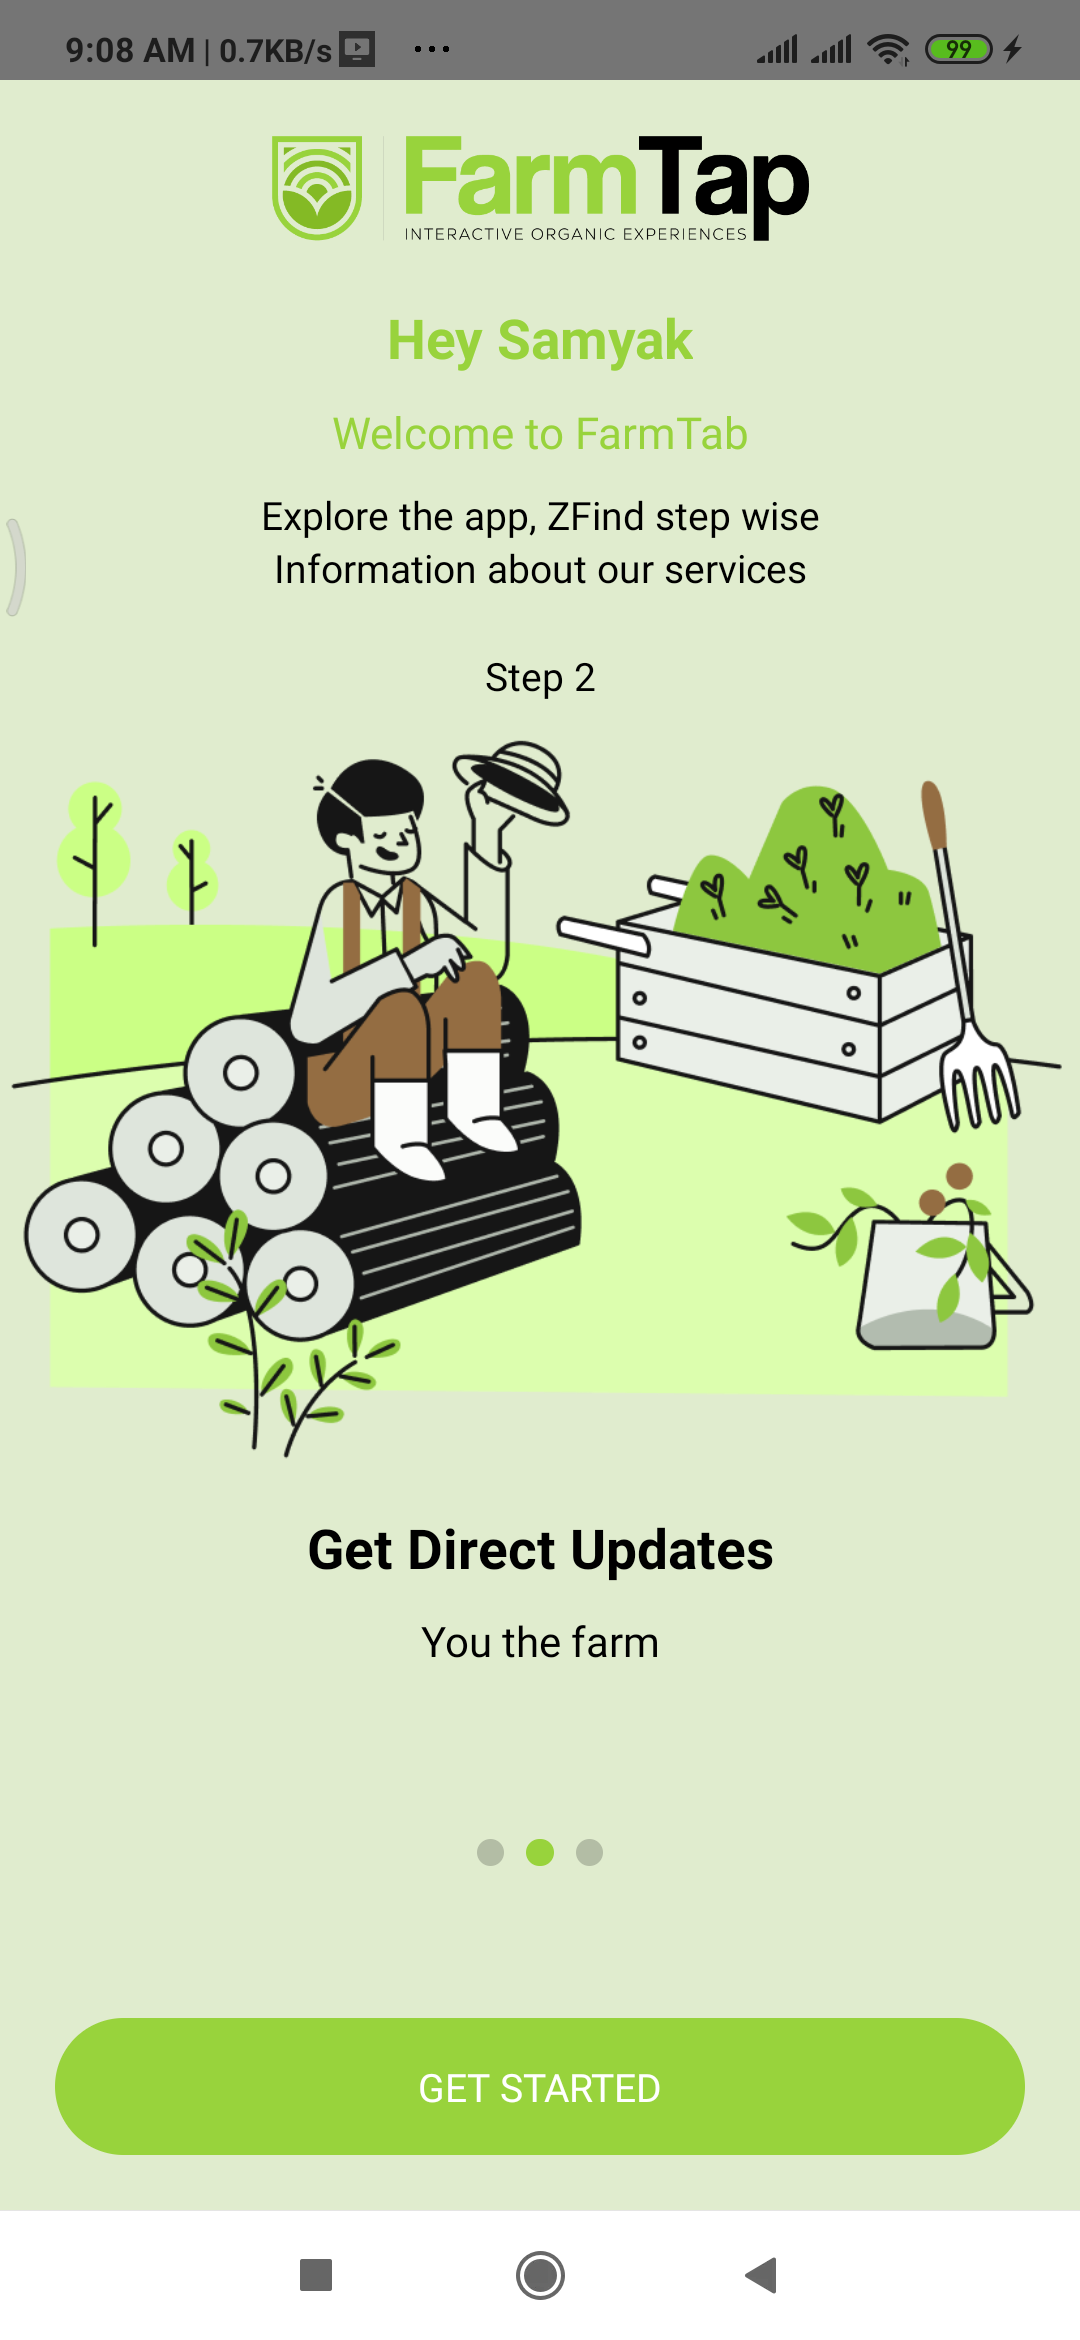 9:08 AM | 0.7KB/s ... 99
FarmTap
INTERACTIVE ORGANIC EXPERIENCES
Hey Samyak
Welcome to FarmTab
Explore the app, ZFind step wise
Information about our services
Step 2
Get Direct Updates
You the farm
GET STARTED